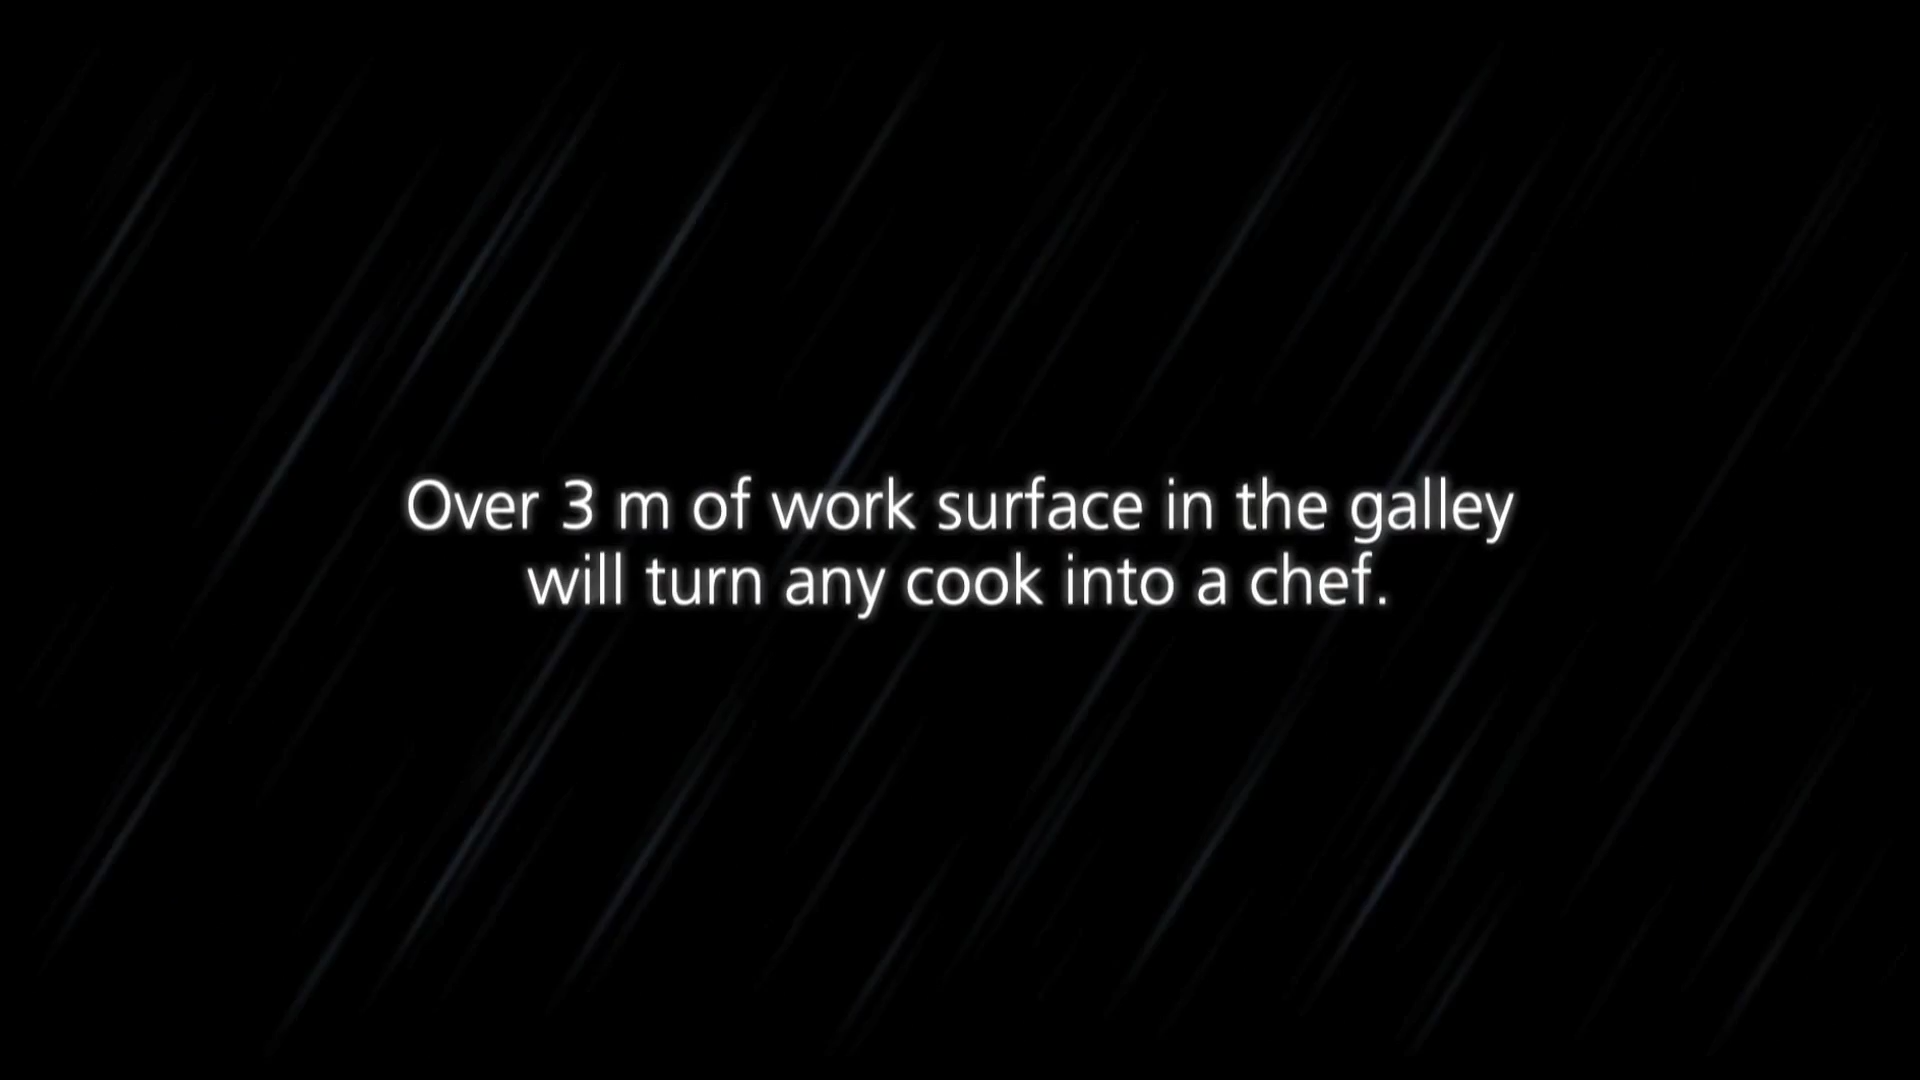 Over 3 m of work surface in the galley
will turn any cook into a chef.